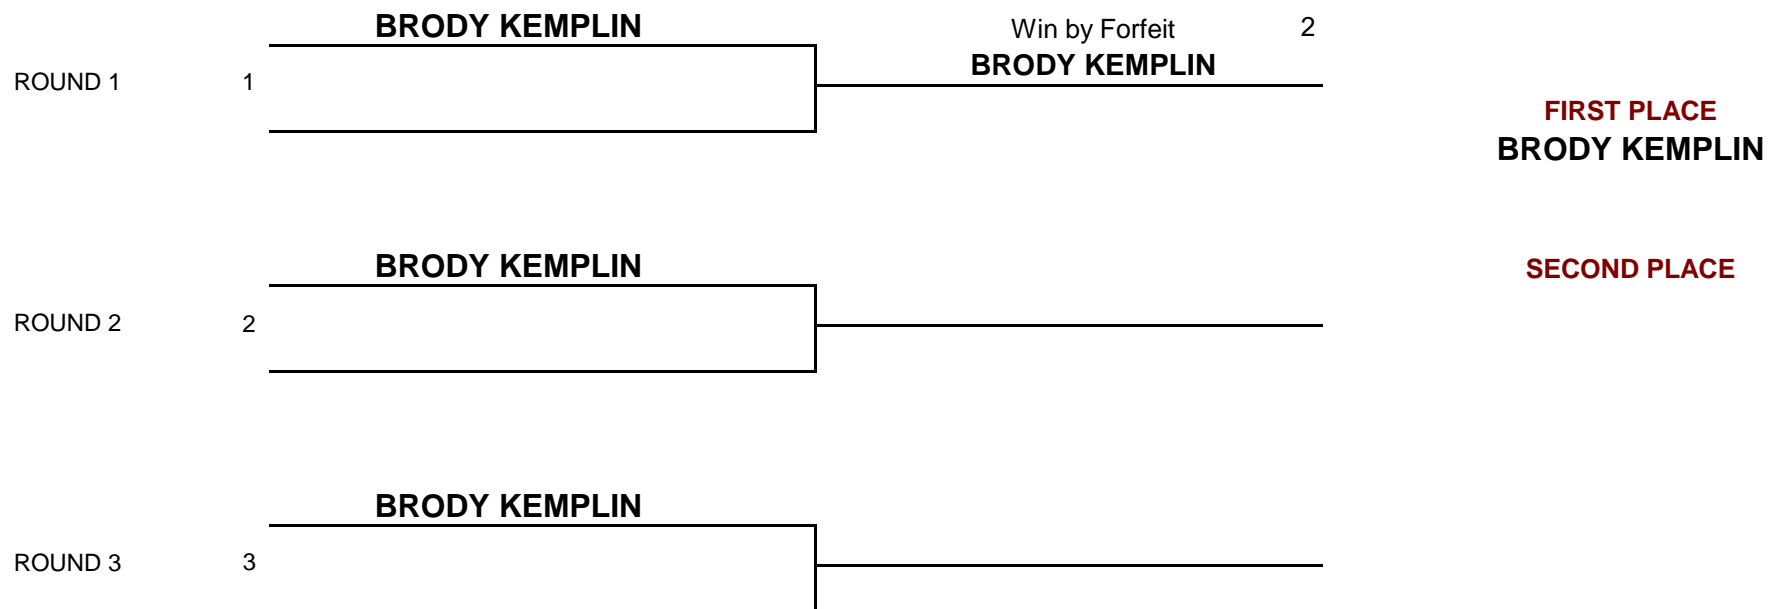 BRODY KEMPLIN
Win by Forfeit 2
BRODY KEMPLIN
ROUND 1 1
FIRST PLACE
BRODY KEMPLIN
BRODY KEMPLIN
SECOND PLACE
ROUND 2 2
BRODY KEMPLIN
ROUND 3 3